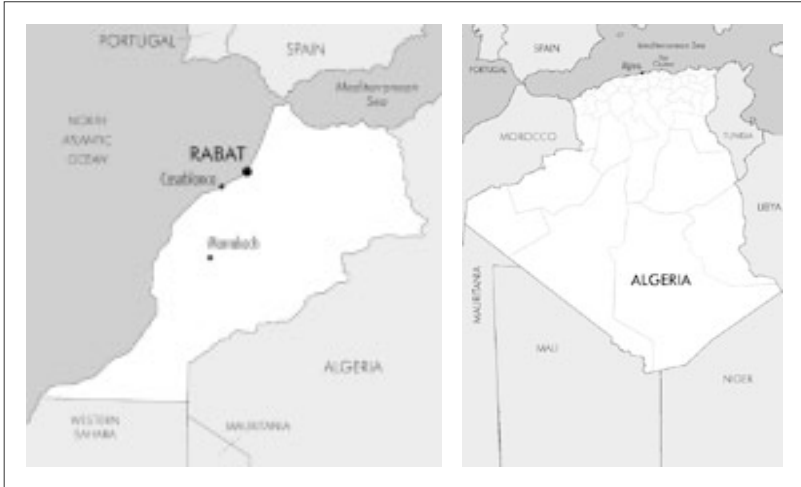 PORTUGAL
SPAIN
Mediterranean
Sea
NORTH
ATLANTIC
OCEAN
RABAT
Casablanca
Marrakech
ALGERIA
WESTERN
SAHARA
MAURITANIA
SPAIN
Mediterranean Sea
PORTUGAL
Algiers
MOROCCO
TUNISIA
LIBYA
ALGERIA
MAURITANIA
MALI
NIGER